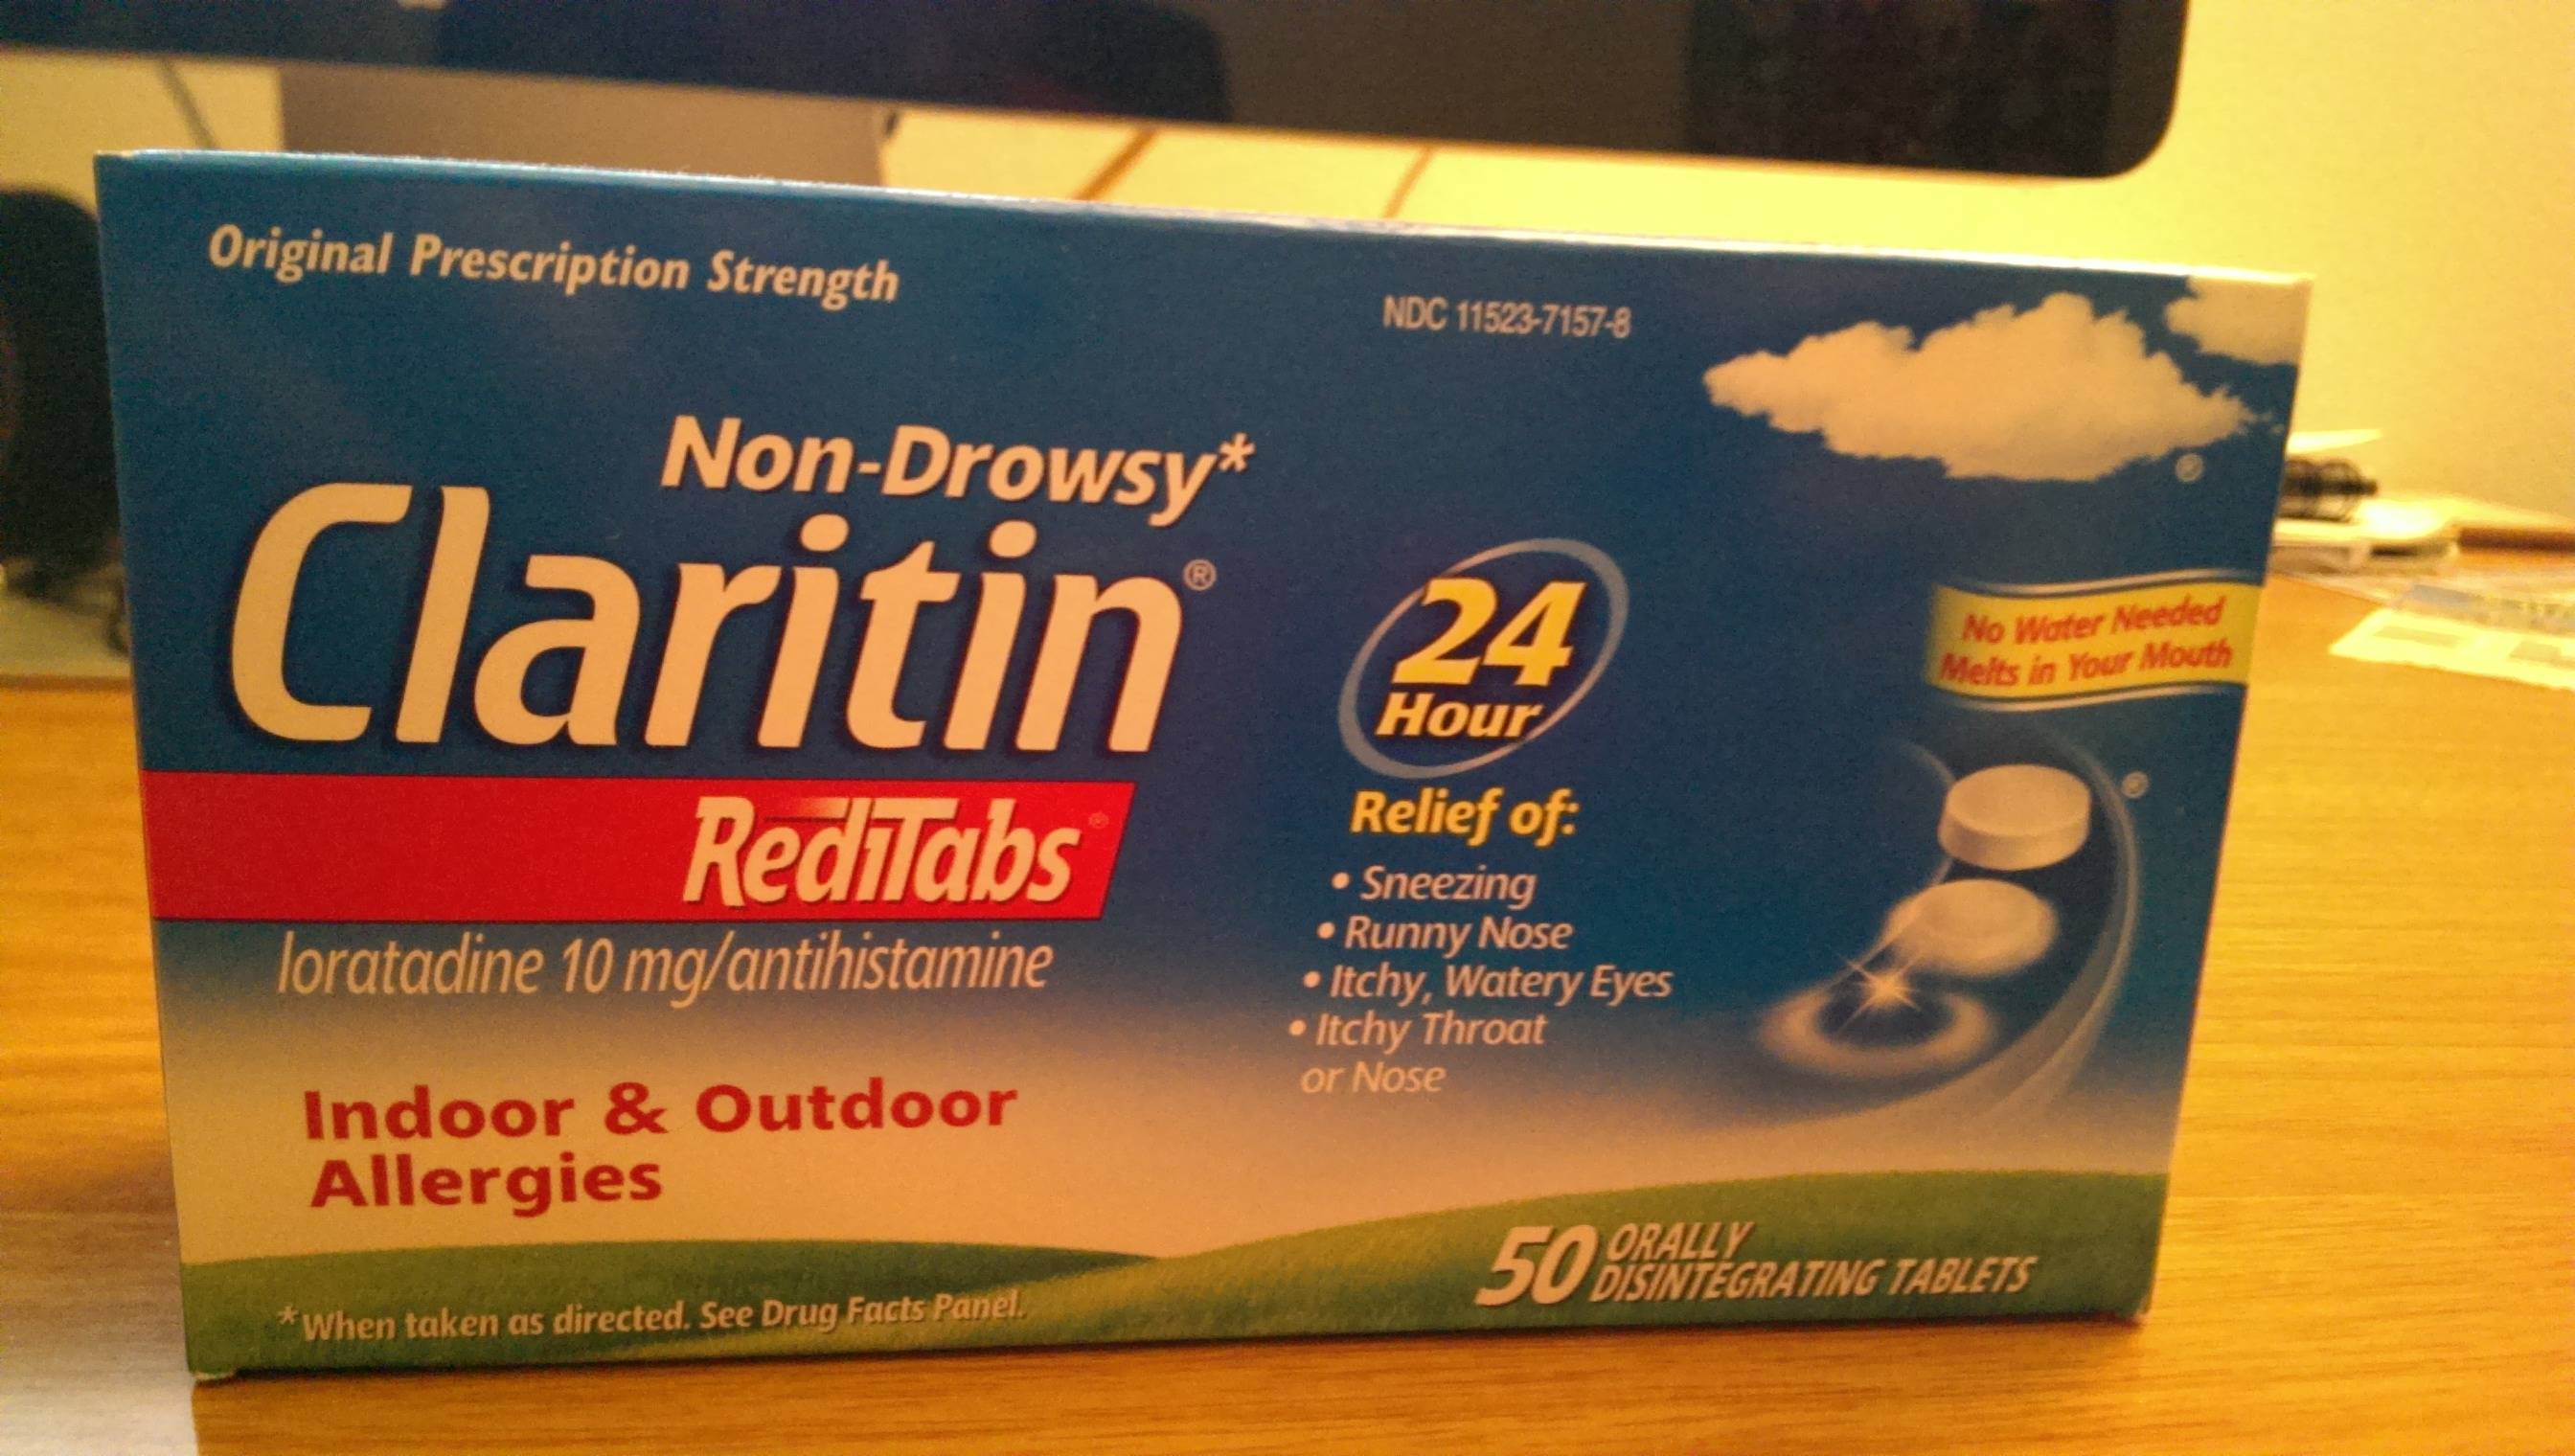 Original Prescription Strength
NDC 11523-7157-8
Non-Drowsy*
Claritin®
RediTabs®
loratadine 10 mg/antihistamine
Indoor & Outdoor
Allergies
*When taken as directed. See Drug Facts Panel.
24
Hour
Relief of:
• Sneezing
• Runny Nose
• Itchy, Watery Eyes
• Itchy Throat
or Nose
®
No Water Needed
Melts in Your Mouth
®
50 ORALLY
DISINTEGRATING TABLETS